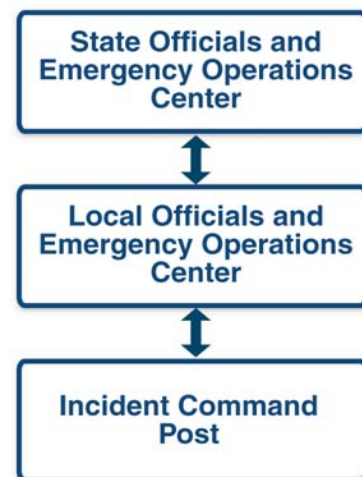 State Officials and
Emergency Operations
Center
Local Officials and
Emergency Operations
Center
Incident Command
Post